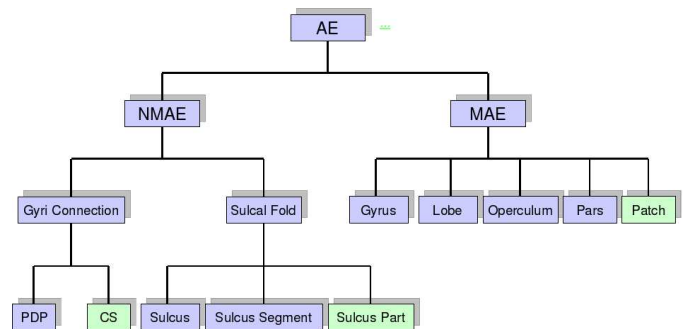 AE
NMAE
MAE
Gyri Connection
Sulcal Fold
Gyrus
Lobe
Operculum
Pars
Patch
PDP
CS
Sulcus
Sulcus Segment
Sulcus Part